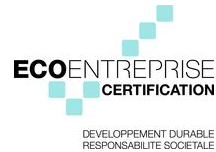 ECOENTREPRISE
CERTIFICATION
DEVELOPPEMENT DURABLE
RESPONSABILITE SOCIETALE